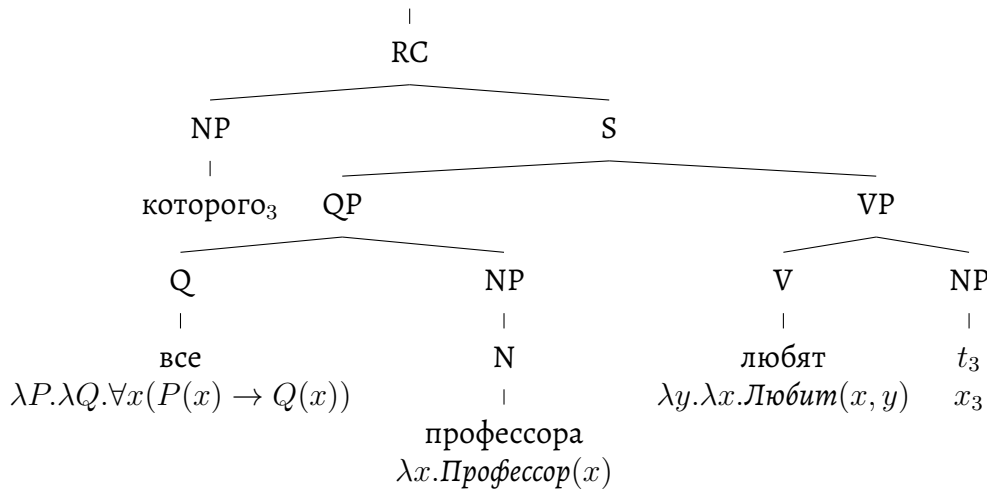 RC
NP S
которого₃ QP VP
Q NP V NP
все N любят t₃
λP.λQ.∀x(P(x) → Q(x)) λy.λx.Любит(x, y) x₃
профессора
λx.Профессор(x)